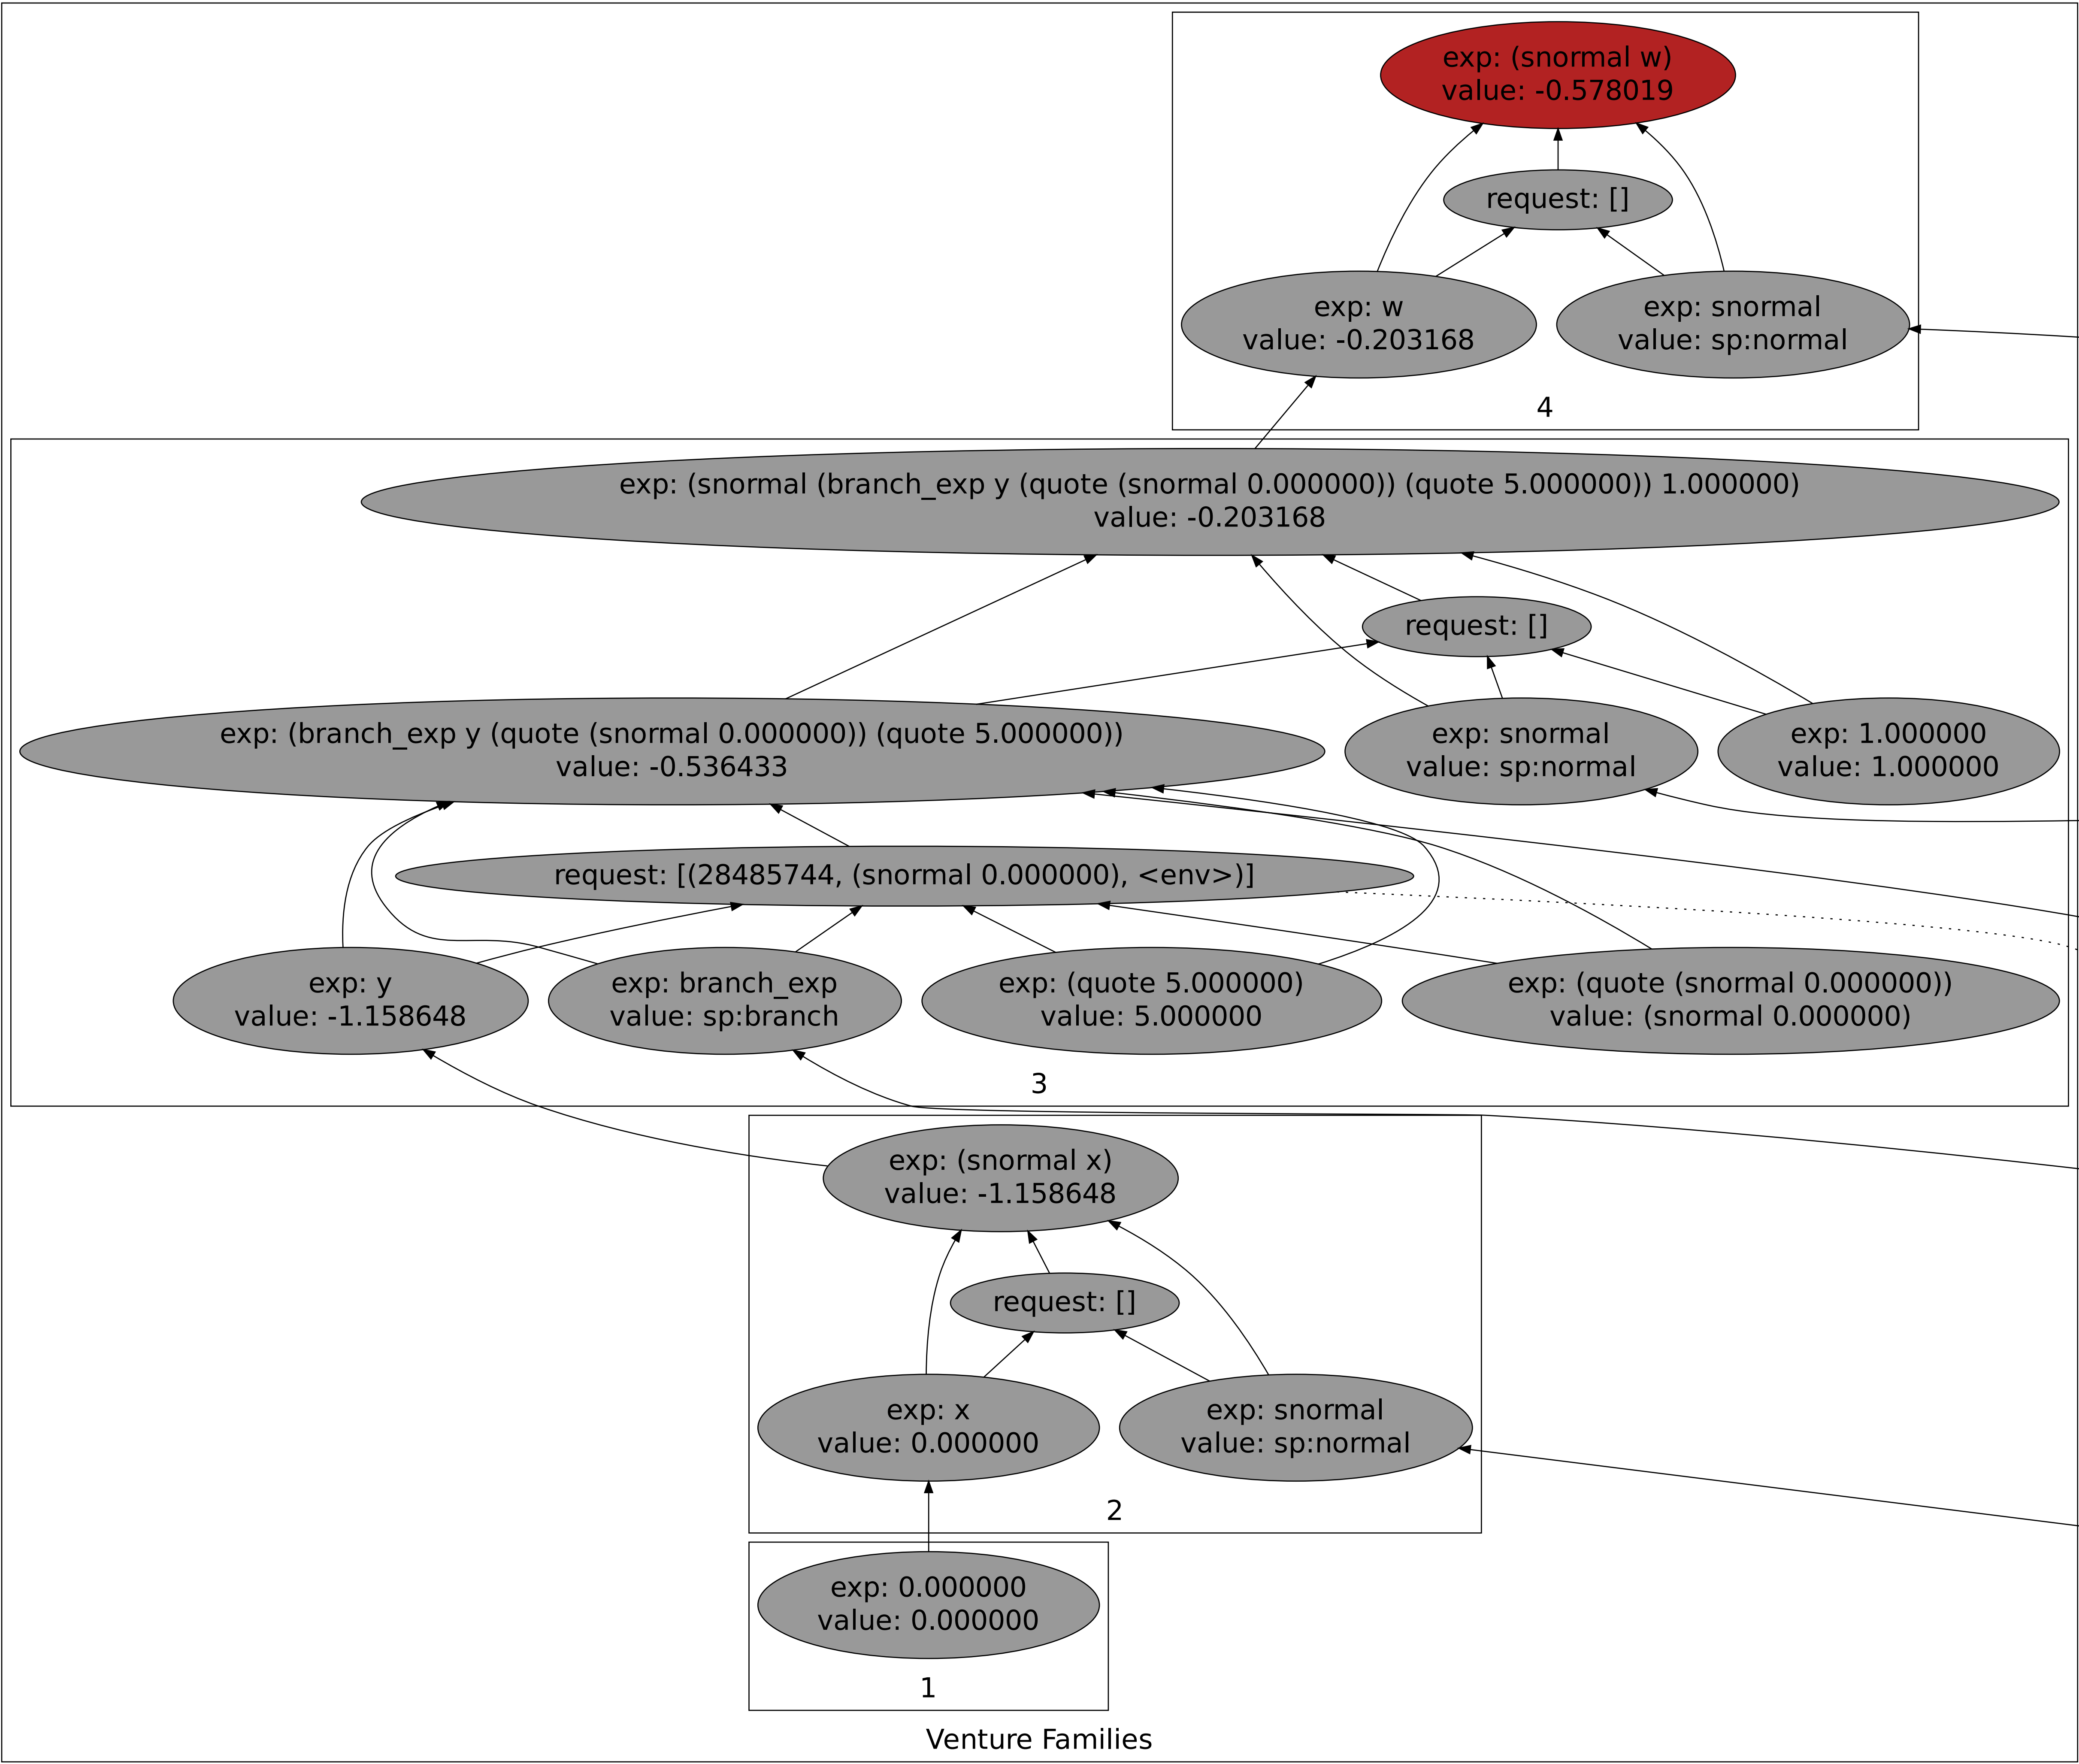 exp: (snormal w)
value: -0.578019
request: []
exp: w
value: -0.203168
exp: snormal
value: sp:normal
4
exp: (snormal (branch_exp y (quote (snormal 0.000000)) (quote 5.000000)) 1.000000)
value: -0.203168
request: []
exp: (branch_exp y (quote (snormal 0.000000)) (quote 5.000000))
value: -0.536433
exp: snormal
value: sp:normal
exp: 1.000000
value: 1.000000
request: [(28485744, (snormal 0.000000), <env>)]
exp: y
value: -1.158648
exp: branch_exp
value: sp:branch
exp: (quote 5.000000)
value: 5.000000
exp: (quote (snormal 0.000000))
value: (snormal 0.000000)
3
exp: (snormal x)
value: -1.158648
request: []
exp: x
value: 0.000000
exp: snormal
value: sp:normal
2
exp: 0.000000
value: 0.000000
1
Venture Families